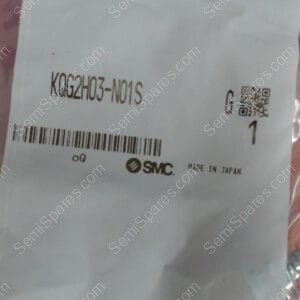 KQG2H03-N01S
G
1
oQ
SMC
MADE IN JAPAN
SemiSpares.com